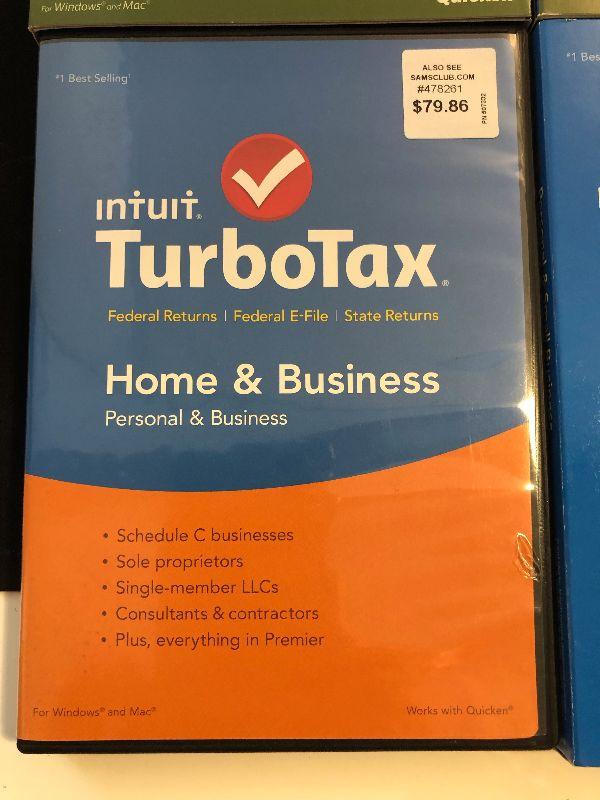 For Windows® and Mac®
#1 Best Selling¹
ALSO SEE
SAMSCLUB.COM
#478261
$79.86
#1 Bes
intuit®
TurboTax®
Federal Returns | Federal E-File | State Returns
Home & Business
Personal & Business
• Schedule C businesses
• Sole proprietors
• Single-member LLCs
• Consultants & contractors
• Plus, everything in Premier
For Windows® and Mac®
Works with Quicken®